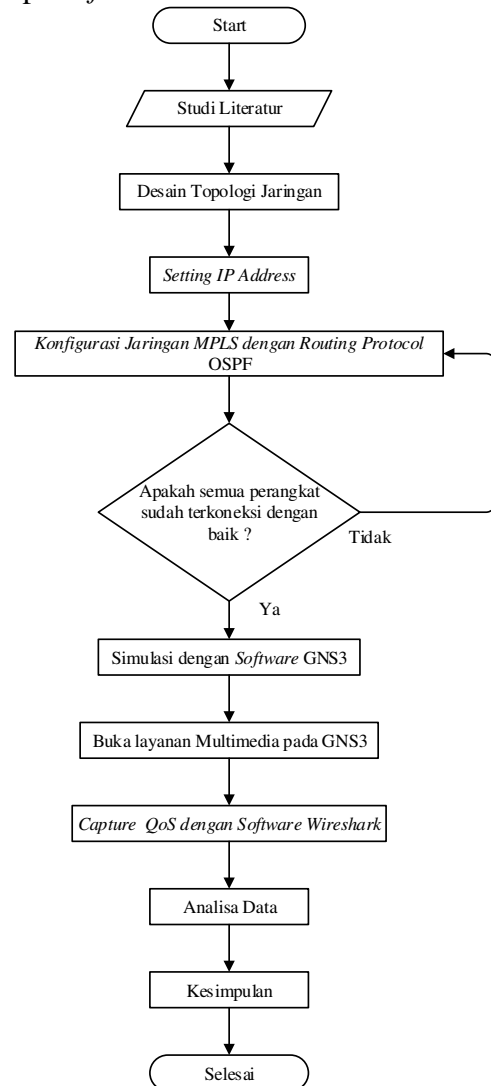 Start
Studi Literatur
Desain Topologi Jaringan
Setting IP Address
Konfigurasi Jaringan MPLS dengan Routing Protocol
OSPF
Apakah semua perangkat
sudah terkoneksi dengan
baik ?
Tidak
Ya
Simulasi dengan Software GNS3
Buka layanan Multimedia pada GNS3
Capture QoS dengan Software Wireshark
Analisa Data
Kesimpulan
Selesai